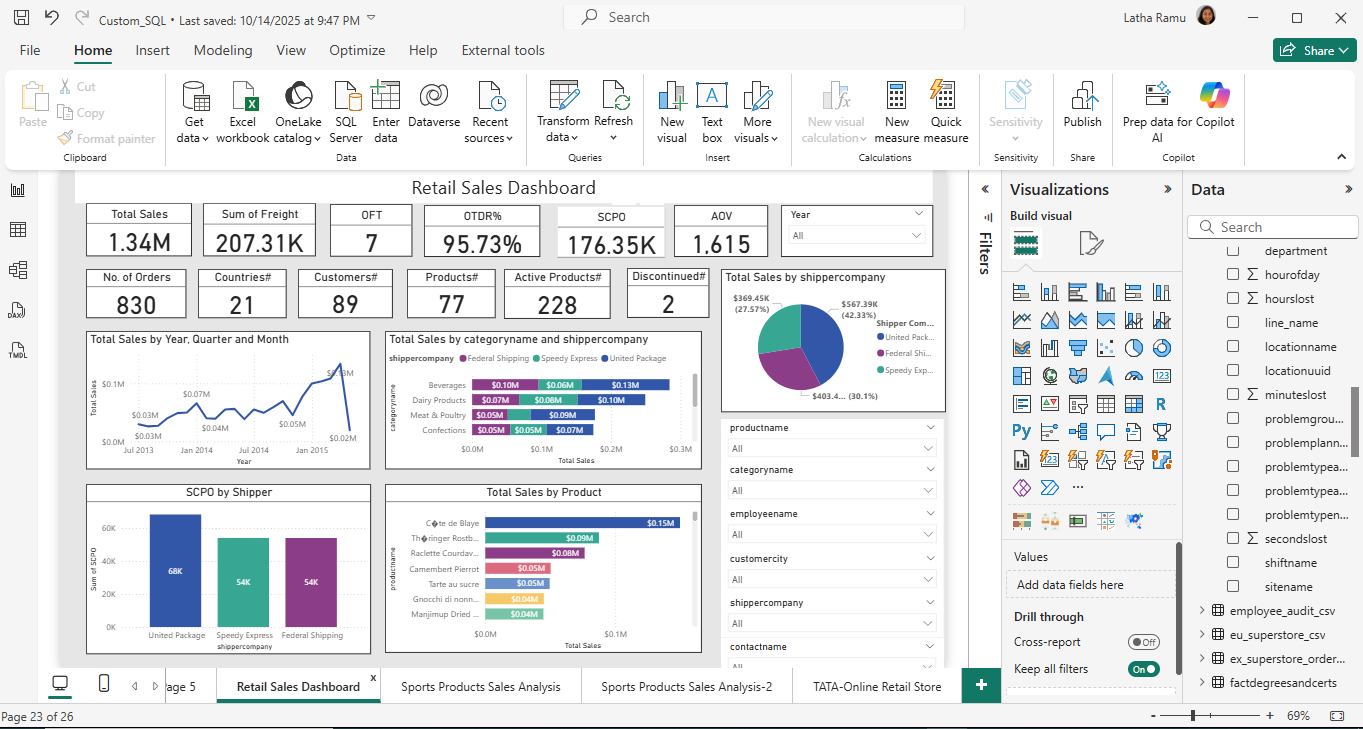 Custom_SQL • Last saved: 10/14/2025 at 9:47 PM
Search
Latha Ramu
File Home Insert Modeling View Optimize Help External tools
Share
Paste
Cut
Copy
Format painter
Clipboard
Get data
Excel workbook
OneLake catalog
SQL Server
Enter data
Dataverse
Recent sources
Data
Transform data
Refresh
Queries
New visual
Text box
More visuals
Insert
New visual calculation
New measure
Quick measure
Calculations
Sensitivity
Sensitivity
Publish
Share
Prep data for AI
Copilot
Copilot
Retail Sales Dashboard
Total Sales
1.34M
Sum of Freight
207.31K
OFT
7
OTDR%
95.73%
SCPO
176.35K
AOV
1,615
Year
All
No. of Orders
830
Countries#
21
Customers#
89
Products#
77
Active Products#
228
Discontinued#
2
Total Sales by Year, Quarter and Month
Total Sales
$0.1M
$0.0M
$0.03M
$0.03M
$0.07M
$0.04M
$0.05M
$0.02M
Jul 2013 Jan 2014 Jul 2014 Jan 2015
Year
Total Sales by categoryname and shippercompany
shippercompany Federal Shipping Speedy Express United Package
categoryname
Beverages $0.10M $0.06M $0.13M
Dairy Products $0.07M $0.08M $0.10M
Meat & Poultry $0.05M $0.09M
Confections $0.05M $0.05M $0.07M
$0.0M $0.1M $0.2M $0.3M
Total Sales
Total Sales by shippercompany
$369.45K (27.57%)
$567.39K (42.33%)
$403.4... (30.1%)
Shipper Com...
United Pack...
Federal Shi...
Speedy Exp...
SCPO by Shipper
Sum of SCPO
60K
40K
20K
0K
68K
54K
54K
United Package Speedy Express Federal Shipping
shippercompany
Total Sales by Product
productname
C�te de Blaye $0.15M
Th�ringer Rostb... $0.09M
Raclette Courdav... $0.08M
Camembert Pierrot $0.05M
Tarte au sucre $0.05M
Gnocchi di nonn... $0.04M
Manjimup Dried ... $0.04M
$0.0M $0.1M
Total Sales
productname
All
categoryname
All
employeename
All
customercity
All
shippercompany
All
contactname
Filters
Visualizations
Build visual
Values
Add data fields here
Drill through
Cross-report Off
Keep all filters On
Data
Search
department
hourofday
hourslost
line_name
locationname
locationuuid
minuteslost
problemgrou...
problemplann...
problemtypea...
problemtypea...
problemtypen...
secondslost
shiftname
sitename
employee_audit_csv
eu_superstore_csv
ex_superstore_order...
factdegreesandcerts
Page 5
Retail Sales Dashboard x
Sports Products Sales Analysis
Sports Products Sales Analysis-2
TATA-Online Retail Store
+
Page 23 of 26
- + 69%